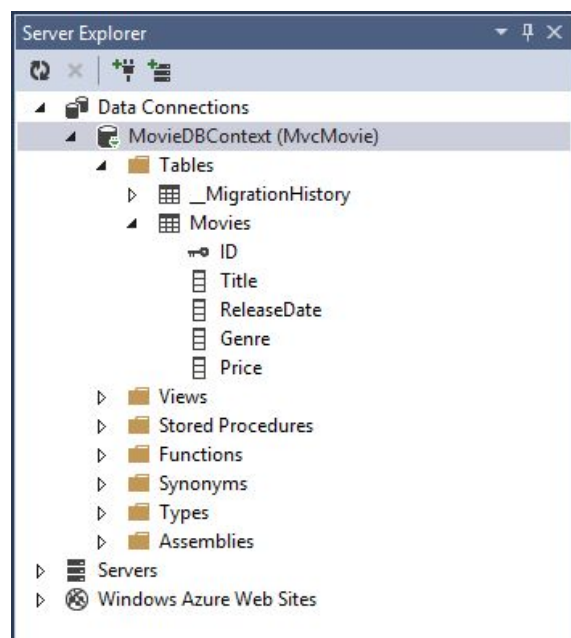 Server Explorer
Data Connections
MovieDBContext (MvcMovie)
Tables
__MigrationHistory
Movies
ID
Title
ReleaseDate
Genre
Price
Views
Stored Procedures
Functions
Synonyms
Types
Assemblies
Servers
Windows Azure Web Sites